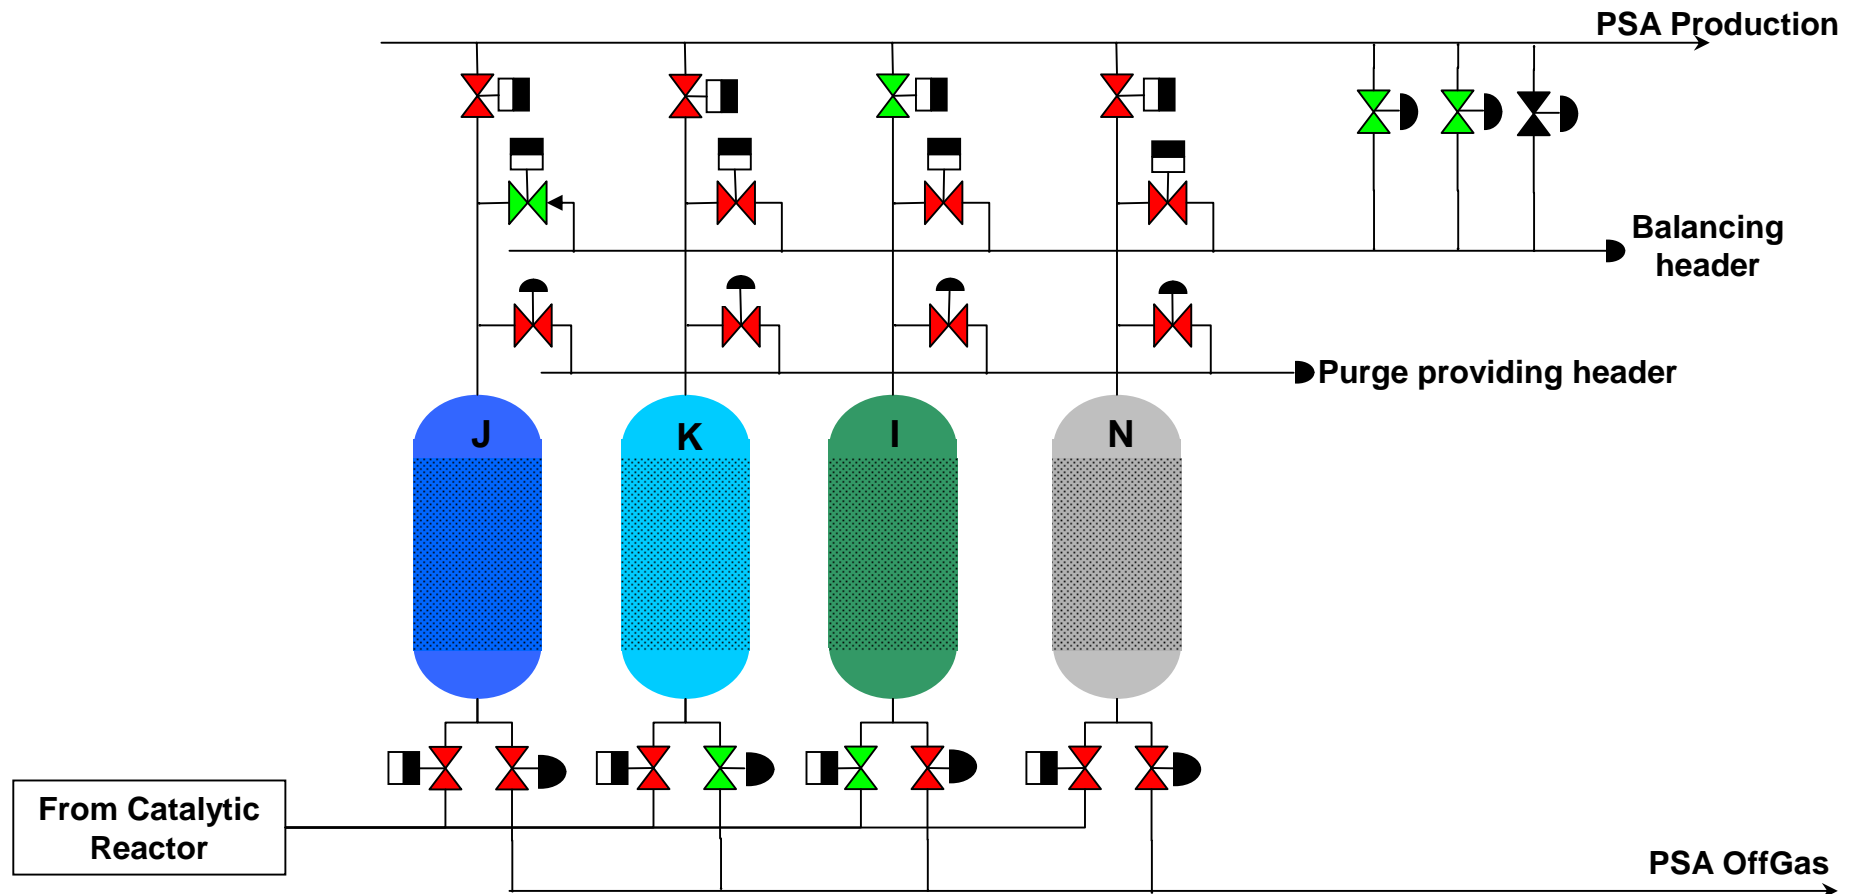 PSA Production
Balancing
header
Purge providing header
J
K
I
N
From Catalytic
Reactor
PSA OffGas